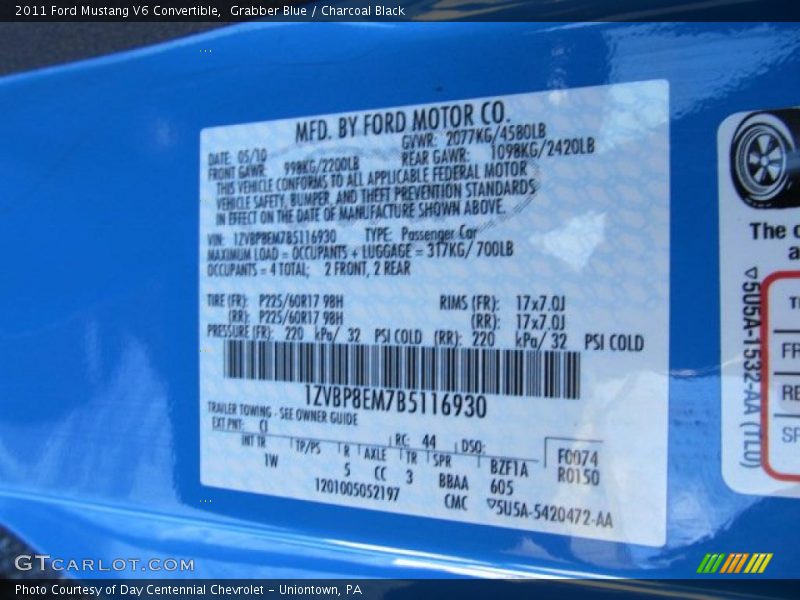 2011 Ford Mustang V6 Convertible, Grabber Blue / Charcoal Black
MFD. BY FORD MOTOR CO.
DATE: 05/10 GVWR: 2077KG/4580LB
FRONT GAWR: 998KG/2200LB REAR GAWR: 1098KG/2420LB
THIS VEHICLE CONFORMS TO ALL APPLICABLE FEDERAL MOTOR
VEHICLE SAFETY, BUMPER, AND THEFT PREVENTION STANDARDS
IN EFFECT ON THE DATE OF MANUFACTURE SHOWN ABOVE.
VIN: 1ZVBP8EM7B5116930 TYPE: Passenger Car
MAXIMUM LOAD = OCCUPANTS + LUGGAGE = 317KG/ 700LB
OCCUPANTS = 4 TOTAL; 2 FRONT, 2 REAR
TIRE (FR): P225/60R17 98H RIMS (FR): 17x7.0J
(RR): P225/60R17 98H (RR): 17x7.0J
PRESSURE (FR): 220 kPa/ 32 PSI COLD (RR): 220 kPa/ 32 PSI COLD
1ZVBP8EM7B5116930
TRAILER TOWING - SEE OWNER GUIDE
EXT PNT: CI RC: 44 DSO: F0074
INT TR TP/PS R AXLE TR SPR BZF1A R0150
1W 5 CC 3 BBAA 605
1201005052197 CMC 5U5A-5420472-AA
The
5U5A-1532-AA (TLU)
GTCARLOT.COM
Photo Courtesy of Day Centennial Chevrolet - Uniontown, PA